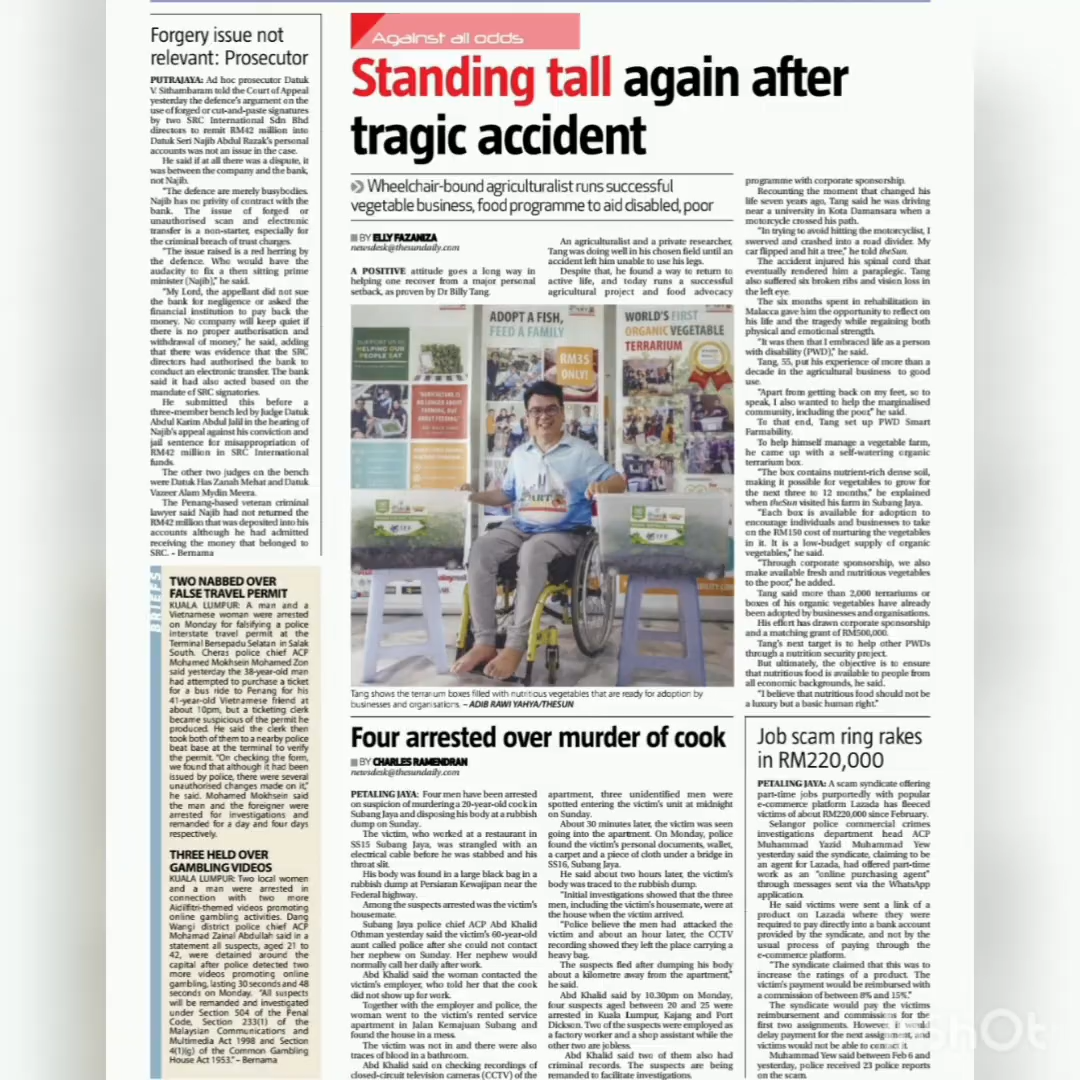 Forgery issue not
relevant: Prosecutor
PUTRAJAYA: Ad hoc prosecutor Datuk
V. Sithambaram told the Court of Appeal
yesterday the defence's argument on the
use of forged or cut-and-paste signatures
by two SRC International Sdn Bhd
directors to remit RM42 million into
Datuk Seri Najib Abdul Razak's personal
accounts was not an issue in the case.
He said if at all there was a dispute, it
was between the company and the bank,
not Najib.
"The defence are merely busybodies.
Najib has no privity of contract with the
bank. The issue of forged or
unauthorised scan and electronic
transfer is a non-starter, especially for
the criminal breach of trust charges.
"The issue raised is a red herring by
the defence. Who would have the
audacity to fix a then sitting prime
minister (Najib)," he said.
"My Lord, the appellant did not sue
the bank for negligence or asked the
financial institution to pay back the
money. No company will keep quiet if
there is no proper authorisation and
withdrawal of money," he said, adding
that there was evidence that the SRC
directors had authorised the bank to
conduct an electronic transfer. The bank
said it had also acted based on the
mandate of SRC signatories.
He submitted this before a
three-member bench led by Judge Datuk
Abdul Karim Abdul Jalil in the hearing of
Najib's appeal against his conviction and
jail sentence for misappropriation of
RM42 million in SRC International
funds.
The other two judges on the bench
were Datuk Has Zanah Mehat and Datuk
Vazeer Alam Mydin Meera.
The Penang-based veteran criminal
lawyer said Najib had not returned the
RM42 million that was deposited into his
accounts although he had admitted
receiving the money that belonged to
SRC. – Bernama
BRIEFS
TWO NABBED OVER
FALSE TRAVEL PERMIT
KUALA LUMPUR: A man and a
Vietnamese woman were arrested
on Monday for falsifying a police
interstate travel permit at the
Terminal Bersepadu Selatan in Salak
South. Cheras police chief ACP
Mohamed Mokhsein Mohamed Zon
said yesterday the 38-year-old man
had attempted to purchase a ticket
for a bus ride to Penang for his
41-year-old Vietnamese friend at
about 10pm, but a ticketing clerk
became suspicious of the permit he
produced. He said the clerk then
took both of them to a nearby police
beat base at the terminal to verify
the permit. "On checking the form,
we found that although it had been
issued by police, there were several
unauthorised changes made on it,"
he said. Mohamed Mokhsein said
the man and the foreigner were
arrested for investigations and
remanded for a day and four days
respectively.
THREE HELD OVER
GAMBLING VIDEOS
KUALA LUMPUR: Two local women
and a man were arrested in
connection with two more
Aidilfitri-themed videos promoting
online gambling activities. Dang
Wangi district police chief ACP
Mohamad Zainal Abdullah said in a
statement all suspects, aged 21 to
42, were detained around the
capital after police detected two
more videos promoting online
gambling, lasting 30 seconds and 48
seconds on Monday. "All suspects
will be remanded and investigated
under Section 504 of the Penal
Code, Section 233(1) of the
Malaysian Communications and
Multimedia Act 1998 and Section
4(1)(g) of the Common Gambling
House Act 1953." – Bernama
Against all odds
Standing tall again after
tragic accident
Wheelchair-bound agriculturalist runs successful
vegetable business, food programme to aid disabled, poor
BY ELLY FAZANIZA
newsdesk@thesundaily.com
A POSITIVE attitude goes a long way in
helping one recover from a major personal
setback, as proven by Dr Billy Tang.
An agriculturalist and a private researcher,
Tang was doing well in his chosen field until an
accident left him unable to use his legs.
Despite that, he found a way to return to
active life, and today runs a successful
agricultural project and food advocacy
programme with corporate sponsorship.
Recounting the moment that changed his
life seven years ago, Tang said he was driving
near a university in Kota Damansara when a
motorcycle crossed his path.
"In trying to avoid hitting the motorcyclist, I
swerved and crashed into a road divider. My
car flipped and hit a tree," he told theSun.
The accident injured his spinal cord that
eventually rendered him a paraplegic. Tang
also suffered six broken ribs and vision loss in
the left eye.
The six months spent in rehabilitation in
Malacca gave him the opportunity to reflect on
his life and the tragedy while regaining both
physical and emotional strength.
"It was then that I embraced life as a person
with disability (PWD)," he said.
Tang, 55, put his experience of more than a
decade in the agricultural business to good
use.
"Apart from getting back on my feet, so to
speak, I also wanted to help the marginalised
community, including the poor," he said.
To that end, Tang set up PWD Smart
Farmability.
To help himself manage a vegetable farm,
he came up with a self-watering organic
terrarium box.
"The box contains nutrient-rich dense soil,
making it possible for vegetables to grow for
the next three to 12 months," he explained
when theSun visited his farm in Subang Jaya.
"Each box is available for adoption to
encourage individuals and businesses to take
on the RM150 cost of nurturing the vegetables
in it. It is a low-budget supply of organic
vegetables," he said.
"Through corporate sponsorship, we also
make available fresh and nutritious vegetables
to the poor," he added.
Tang said more than 2,000 terrariums or
boxes of his organic vegetables have already
been adopted by businesses and organisations.
His effort has drawn corporate sponsorship
and a matching grant of RM500,000.
Tang's next target is to help other PWDs
through a nutrition security project.
But ultimately, the objective is to ensure
that nutritious food is available to people from
all economic backgrounds, he said.
"I believe that nutritious food should not be
a luxury but a basic human right."
HELPING OUR
PEOPLE EAT
ADOPT A FISH,
FEED A FAMILY
RM35
ONLY!
WORLD'S FIRST
ORGANIC VEGETABLE
TERRARIUM
Tang shows the terrarium boxes filled with nutritious vegetables that are ready for adoption by
businesses and organisations. – ADIB RAWI YAHYA/THESUN
Four arrested over murder of cook
BY CHARLES RAMENDRAN
newsdesk@thesundaily.com
PETALING JAYA: Four men have been arrested
on suspicion of murdering a 20-year-old cook in
Subang Jaya and disposing his body at a rubbish
dump on Sunday.
The victim, who worked at a restaurant in
SS15 Subang Jaya, was strangled with an
electrical cable before he was stabbed and his
throat slit.
His body was found in a large black bag in a
rubbish dump at Persiaran Kewajipan near the
Federal highway.
Among the suspects arrested was the victim's
housemate.
Subang Jaya police chief ACP Abd Khalid
Othman yesterday said the victim's 60-year-old
aunt called police after she could not contact
her nephew on Sunday. Her nephew would
normally call her daily after work.
Abd Khalid said the woman contacted the
victim's employer, who told her that the cook
did not show up for work.
Together with the employer and police, the
woman went to the victim's rented service
apartment in Jalan Kemajuan Subang and
found the house in a mess.
The victim was not in and there were also
traces of blood in a bathroom.
Abd Khalid said on checking recordings of
closed-circuit television cameras (CCTV) of the
apartment, three unidentified men were
spotted entering the victim's unit at midnight
on Sunday.
About 30 minutes later, the victim was seen
going into the apartment. On Monday, police
found the victim's personal documents, wallet,
a carpet and a piece of cloth under a bridge in
SS16, Subang Jaya.
He said about two hours later, the victim's
body was traced to the rubbish dump.
"Initial investigations showed that the three
men, including the victim's housemate, were at
the house when the victim arrived.
"Police believe the men had attacked the
victim and about an hour later, the CCTV
recording showed they left the place carrying a
heavy bag.
The suspects fled after dumping his body
about a kilometre away from the apartment,"
he said.
Abd Khalid said by 10.30pm on Monday,
four suspects aged between 20 and 25 were
arrested in Kuala Lumpur, Kajang and Port
Dickson. Two of the suspects were employed as
a factory worker and a shop assistant while the
other two are jobless.
Abd Khalid said two of them also had
criminal records. The suspects are being
remanded to facilitate investigations.
Job scam ring rakes
in RM220,000
PETALING JAYA: A scam syndicate offering
part-time jobs purportedly with popular
e-commerce platform Lazada has fleeced
victims of about RM220,000 since February.
Selangor police commercial crimes
investigations department head ACP
Muhammad Yazid Muhammad Yew
yesterday said the syndicate, claiming to be
an agent for Lazada, had offered part-time
work as an "online purchasing agent"
through messages sent via the WhatsApp
application.
He said victims were sent a link of a
product on Lazada where they were
required to pay directly into a bank account
provided by the syndicate, and not by the
usual process of paying through the
e-commerce platform.
"The syndicate claimed that this was to
increase the ratings of a product. The
victim's payment would be reimbursed with
a commission of between 8% and 15%."
The syndicate would pay the victims
reimbursement and commissions for the
first two assignments. However, it would
delay payment for the next assignment, and
victims would not be able to contact it.
Muhammad Yew said between Feb 6 and
yesterday, police received 23 police reports
on the scam.